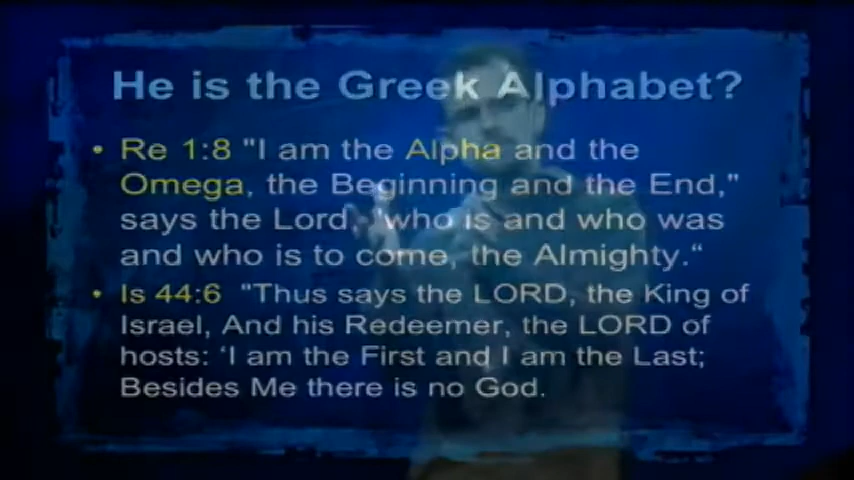 He is the Greek Alphabet?
• Re 1:8 "I am the Alpha and the
Omega, the Beginning and the End,"
says the Lord, "who is and who was
and who is to come, the Almighty.“
• Is 44:6 "Thus says the LORD, the King of
Israel, And his Redeemer, the LORD of
hosts: ‘I am the First and I am the Last;
Besides Me there is no God.